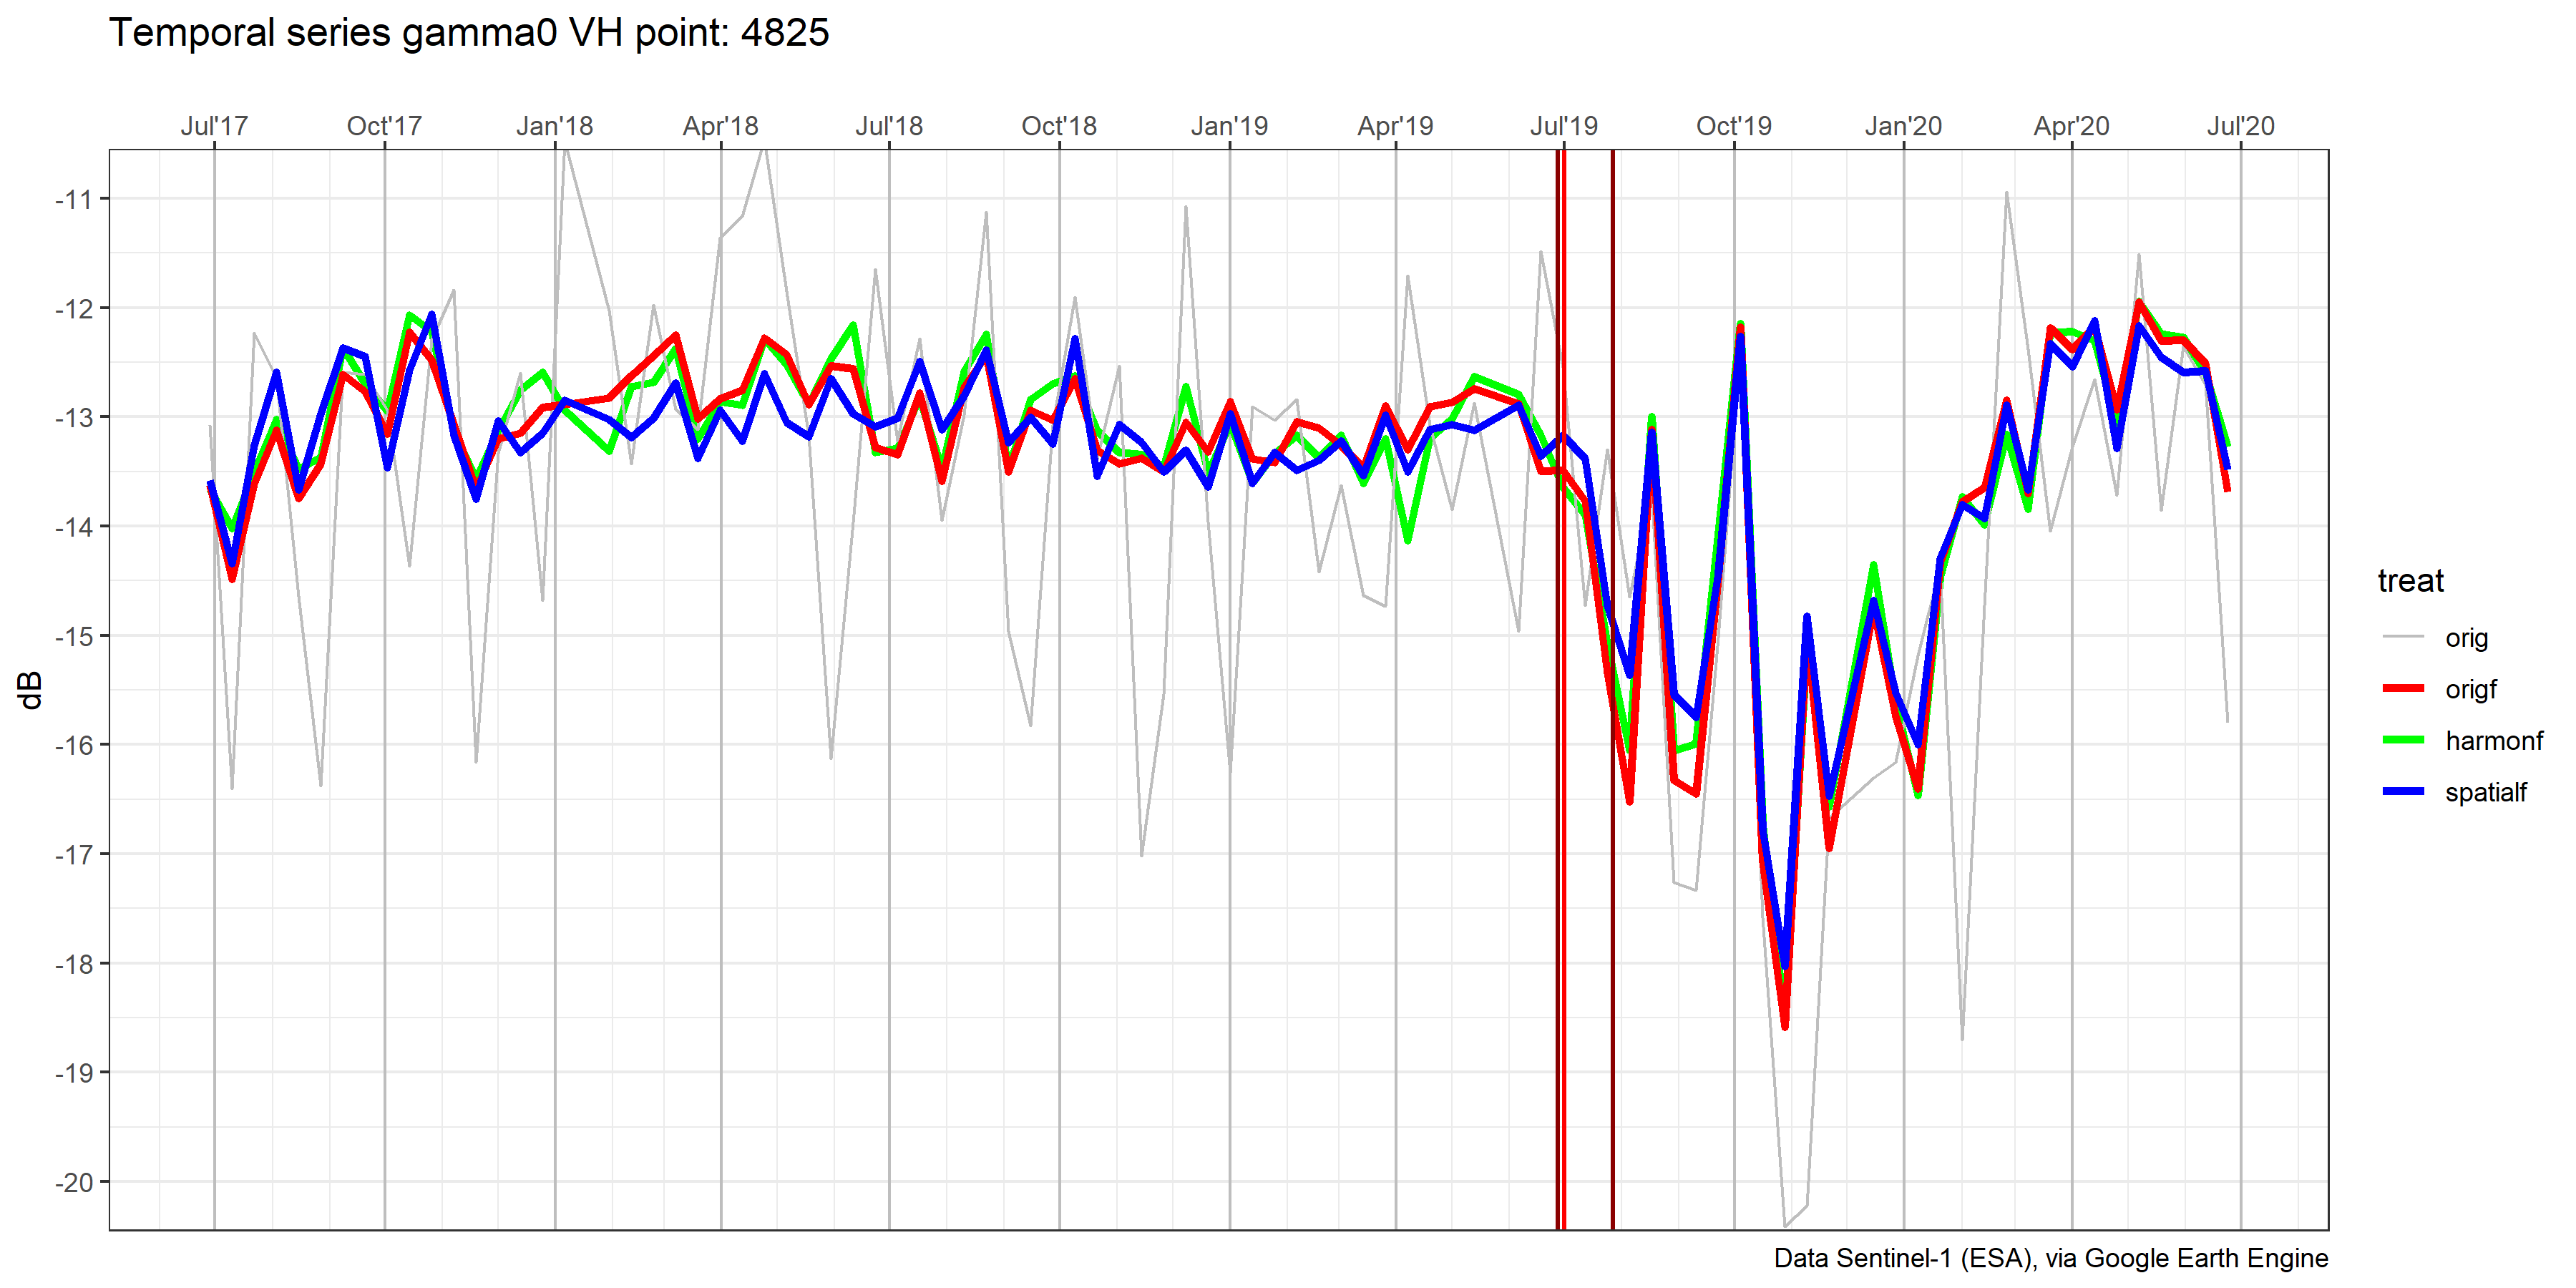 Temporal series gamma0 VH point: 4825
Jul'17 Oct'17 Jan'18 Apr'18 Jul'18 Oct'18 Jan'19 Apr'19 Jul'19 Oct'19 Jan'20 Apr'20 Jul'20
-11
-12
-13
-14
-15
-16
-17
-18
-19
-20
dB
treat
orig
origf
harmonf
spatialf
Data Sentinel-1 (ESA), via Google Earth Engine